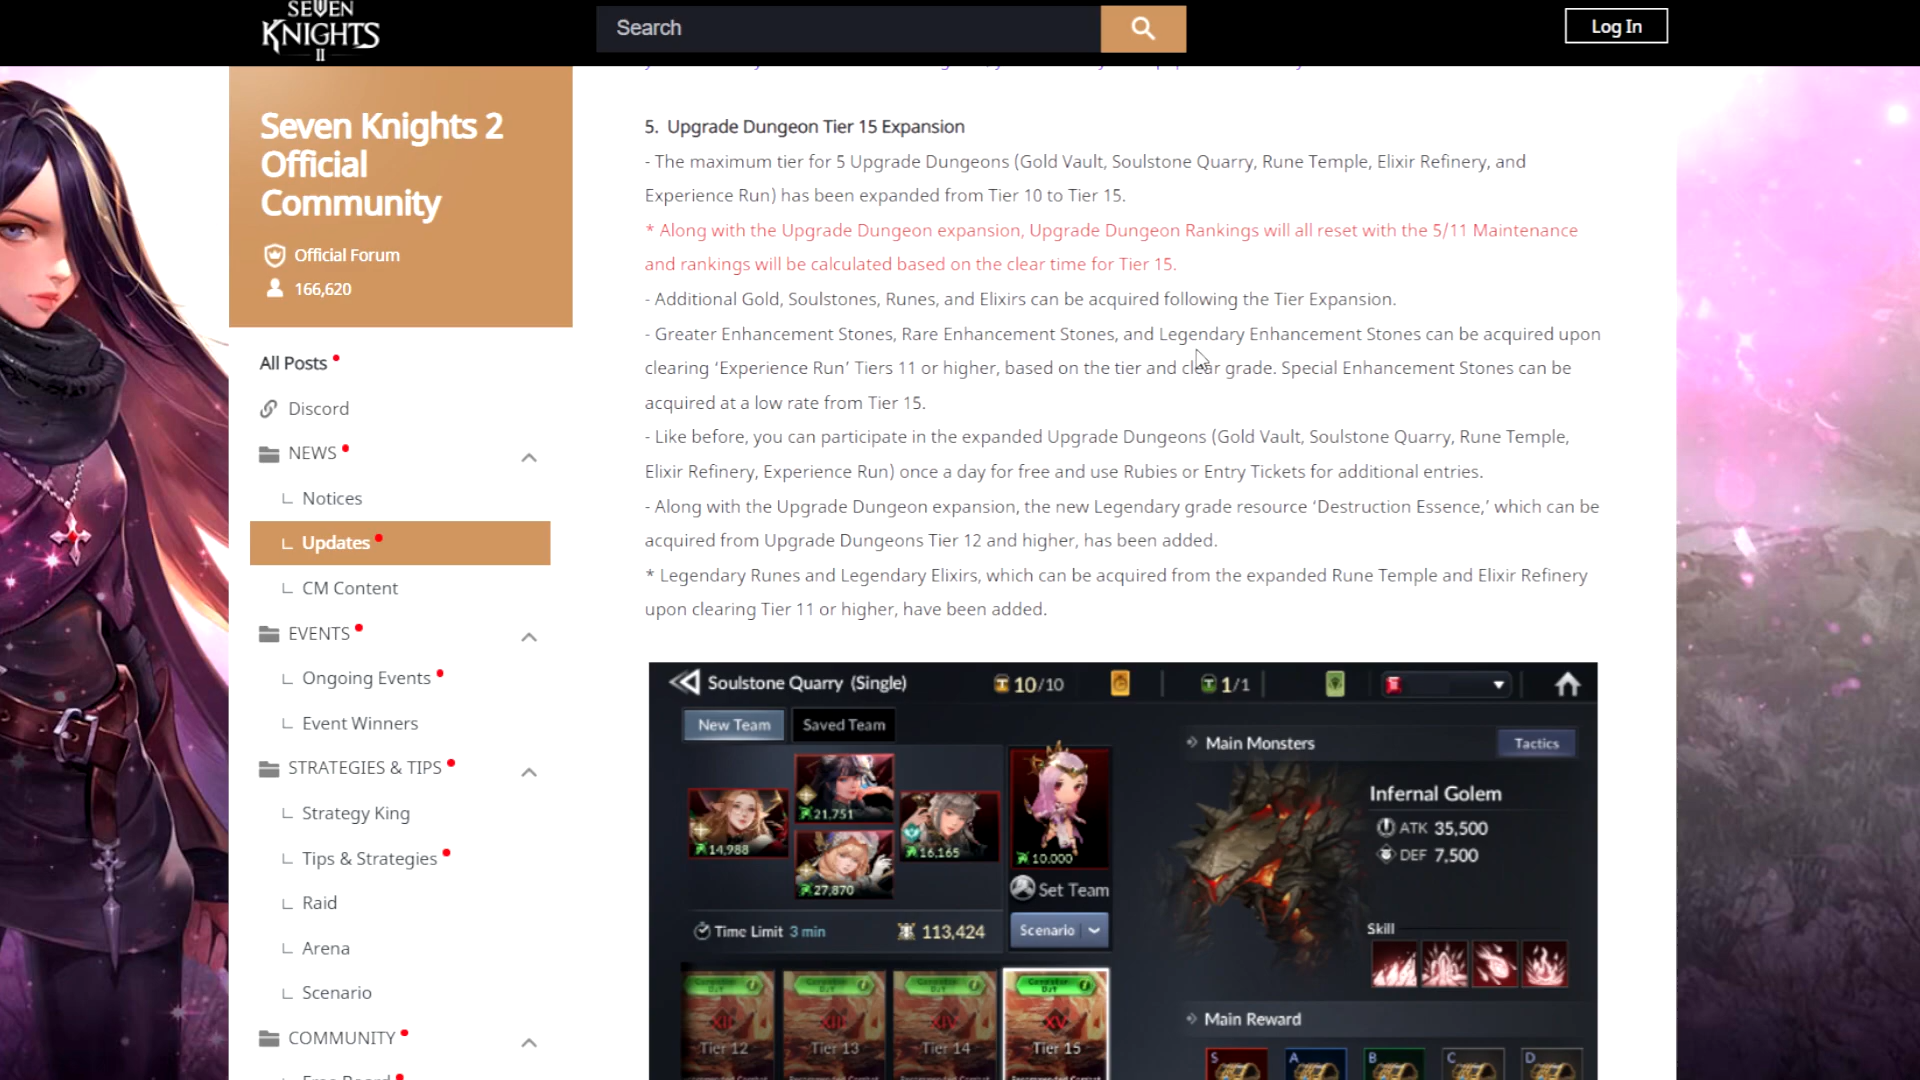 SEVEN
KNIGHTS
II
Search
Log In
Seven Knights 2
Official
Community
Official Forum
166,620
All Posts
Discord
NEWS
Notices
Updates
CM Content
EVENTS
Ongoing Events
Event Winners
STRATEGIES & TIPS
Strategy King
Tips & Strategies
Raid
Arena
Scenario
COMMUNITY
5. Upgrade Dungeon Tier 15 Expansion
- The maximum tier for 5 Upgrade Dungeons (Gold Vault, Soulstone Quarry, Rune Temple, Elixir Refinery, and
Experience Run) has been expanded from Tier 10 to Tier 15.
* Along with the Upgrade Dungeon expansion, Upgrade Dungeon Rankings will all reset with the 5/11 Maintenance
and rankings will be calculated based on the clear time for Tier 15.
- Additional Gold, Soulstones, Runes, and Elixirs can be acquired following the Tier Expansion.
- Greater Enhancement Stones, Rare Enhancement Stones, and Legendary Enhancement Stones can be acquired upon
clearing ‘Experience Run’ Tiers 11 or higher, based on the tier and clear grade. Special Enhancement Stones can be
acquired at a low rate from Tier 15.
- Like before, you can participate in the expanded Upgrade Dungeons (Gold Vault, Soulstone Quarry, Rune Temple,
Elixir Refinery, Experience Run) once a day for free and use Rubies or Entry Tickets for additional entries.
- Along with the Upgrade Dungeon expansion, the new Legendary grade resource ‘Destruction Essence,’ which can be
acquired from Upgrade Dungeons Tier 12 and higher, has been added.
* Legendary Runes and Legendary Elixirs, which can be acquired from the expanded Rune Temple and Elixir Refinery
upon clearing Tier 11 or higher, have been added.
Soulstone Quarry (Single) 10/10 1/1
New Team Saved Team
14,988
21,751
27,870
16,165
10,000
Set Team
Time Limit 3 min 113,424 Scenario
Tier 12 Tier 13 Tier 14 Tier 15
Main Monsters Tactics
Infernal Golem
ATK 35,500
DEF 7,500
Skill
Main Reward
S A B C D